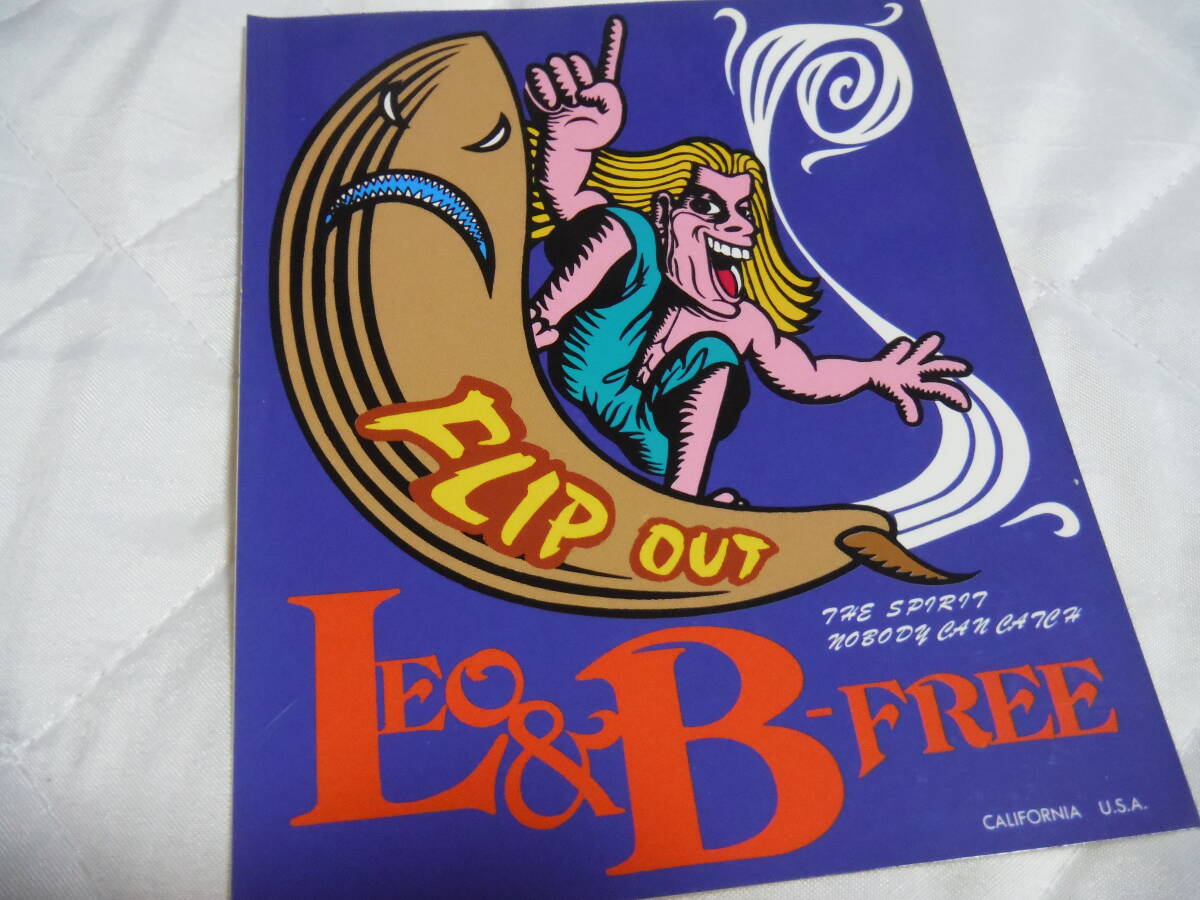 FLIP OUT
THE SPIRIT
NOBODY CAN CATCH
LEO & B-FREE
CALIFORNIA U.S.A.